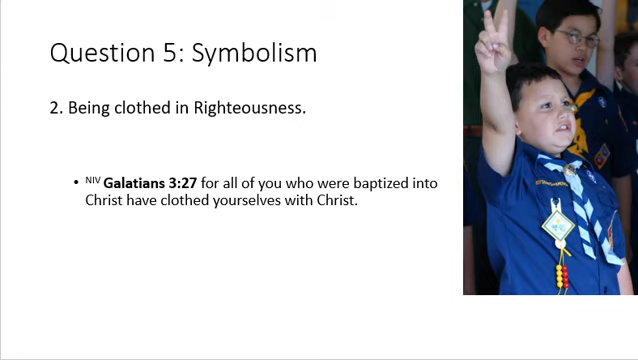 Question 5: Symbolism
2. Being clothed in Righteousness.
• NIV Galatians 3:27 for all of you who were baptized into
Christ have clothed yourselves with Christ.